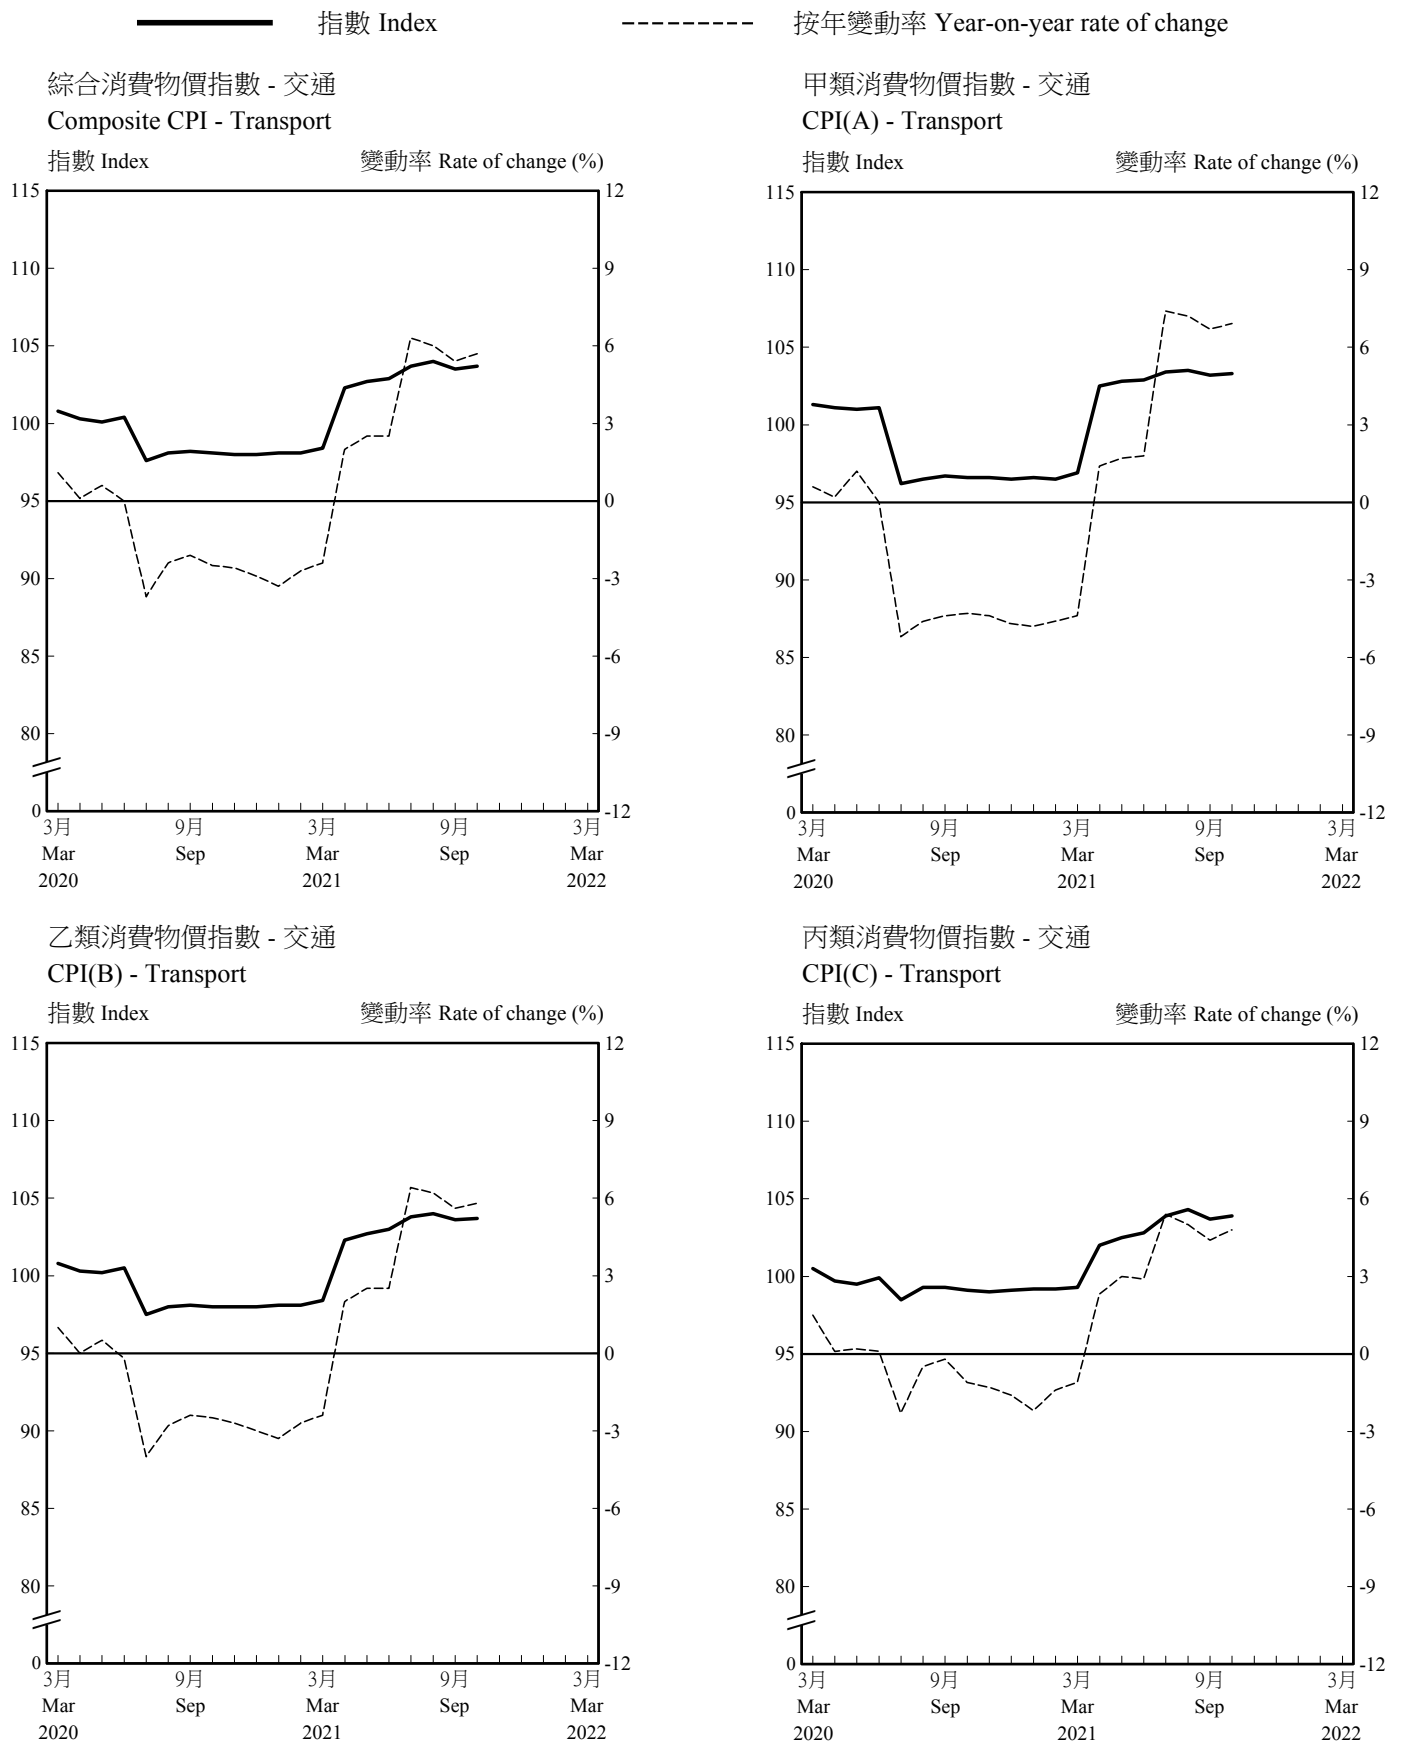 指數 Index
按年變動率 Year-on-year rate of change
綜合消費物價指數 - 交通
Composite CPI - Transport
指數 Index 變動率 Rate of change (%)
115 12
110 9
105 6
100 3
95 0
90 -3
85 -6
80 -9
0 -12
3月 9月 3月 9月 3月
Mar Sep Mar Sep Mar
2020 2021 2022
甲類消費物價指數 - 交通
CPI(A) - Transport
指數 Index 變動率 Rate of change (%)
115 12
110 9
105 6
100 3
95 0
90 -3
85 -6
80 -9
0 -12
3月 9月 3月 9月 3月
Mar Sep Mar Sep Mar
2020 2021 2022
乙類消費物價指數 - 交通
CPI(B) - Transport
指數 Index 變動率 Rate of change (%)
115 12
110 9
105 6
100 3
95 0
90 -3
85 -6
80 -9
0 -12
3月 9月 3月 9月 3月
Mar Sep Mar Sep Mar
2020 2021 2022
丙類消費物價指數 - 交通
CPI(C) - Transport
指數 Index 變動率 Rate of change (%)
115 12
110 9
105 6
100 3
95 0
90 -3
85 -6
80 -9
0 -12
3月 9月 3月 9月 3月
Mar Sep Mar Sep Mar
2020 2021 2022